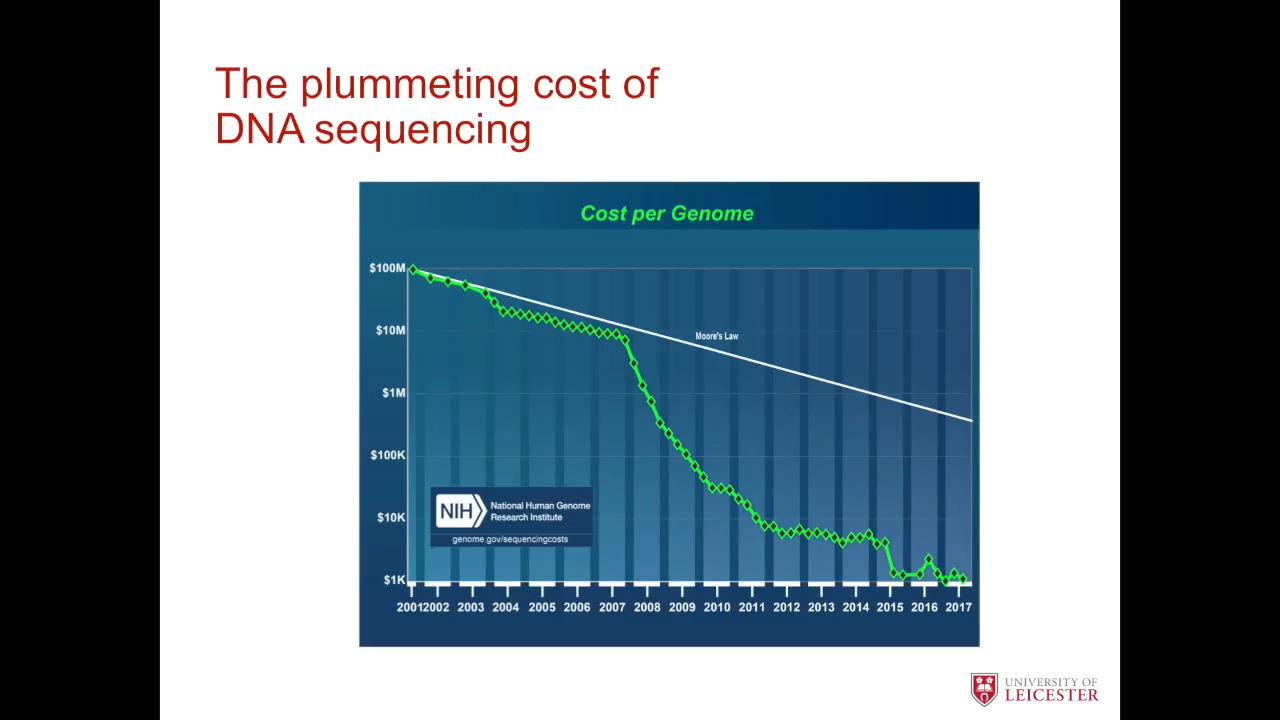 The plummeting cost of
DNA sequencing
Cost per Genome
$100M
$10M
$1M
$100K
$10K
$1K
Moore's Law
NIH
National Human Genome
Research Institute
genome.gov/sequencingcosts
2001 2002 2003 2004 2005 2006 2007 2008 2009 2010 2011 2012 2013 2014 2015 2016 2017
UNIVERSITY OF
LEICESTER